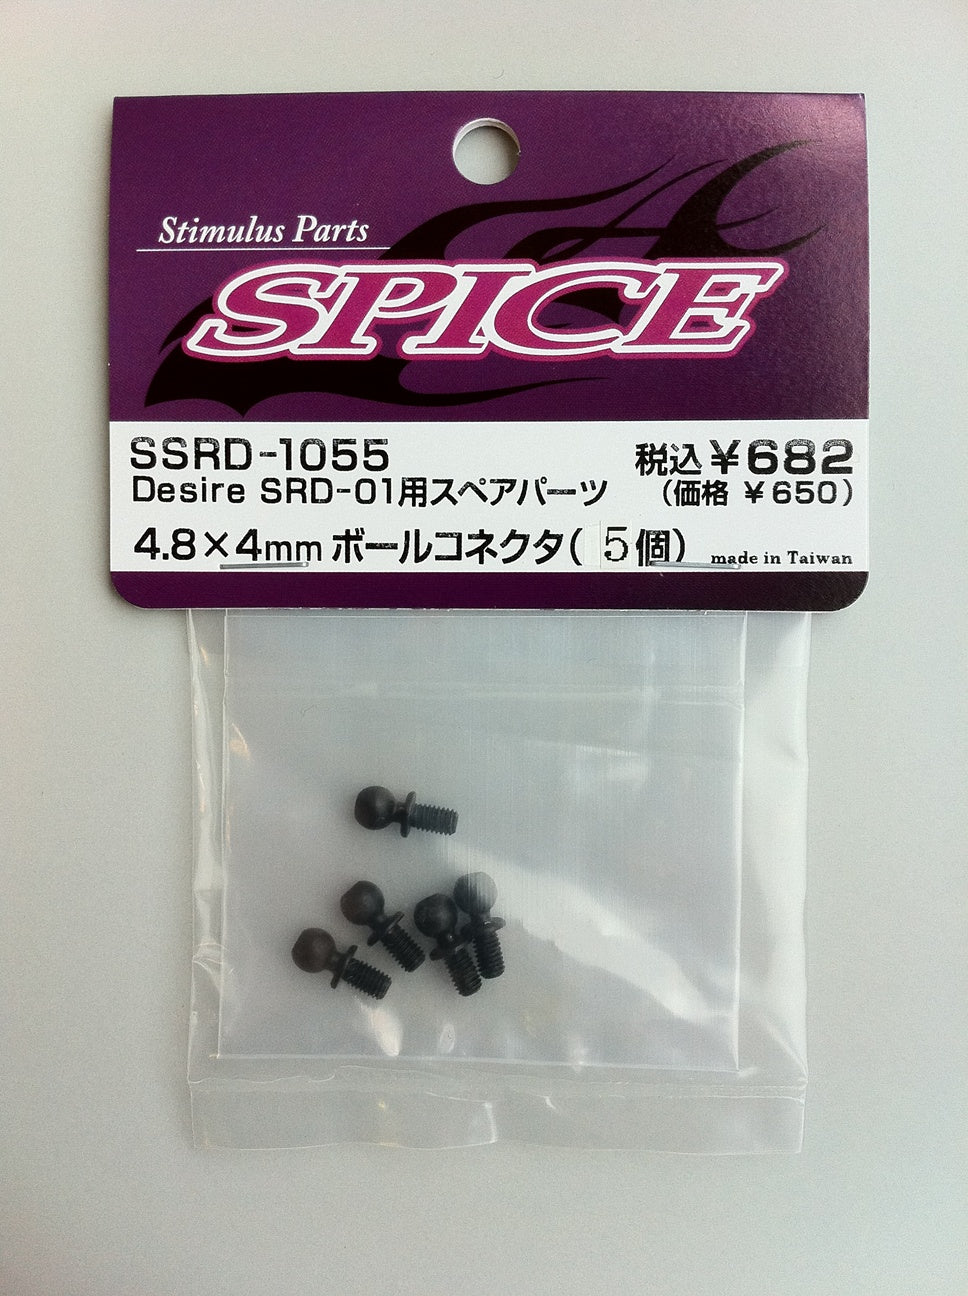 Stimulus Parts
SPICE
SSRD-1055 税込¥682
Desire SRD-01用スペアパーツ (価格 ¥650)
4.8×4mm ボールコネクタ(5個) made in Taiwan